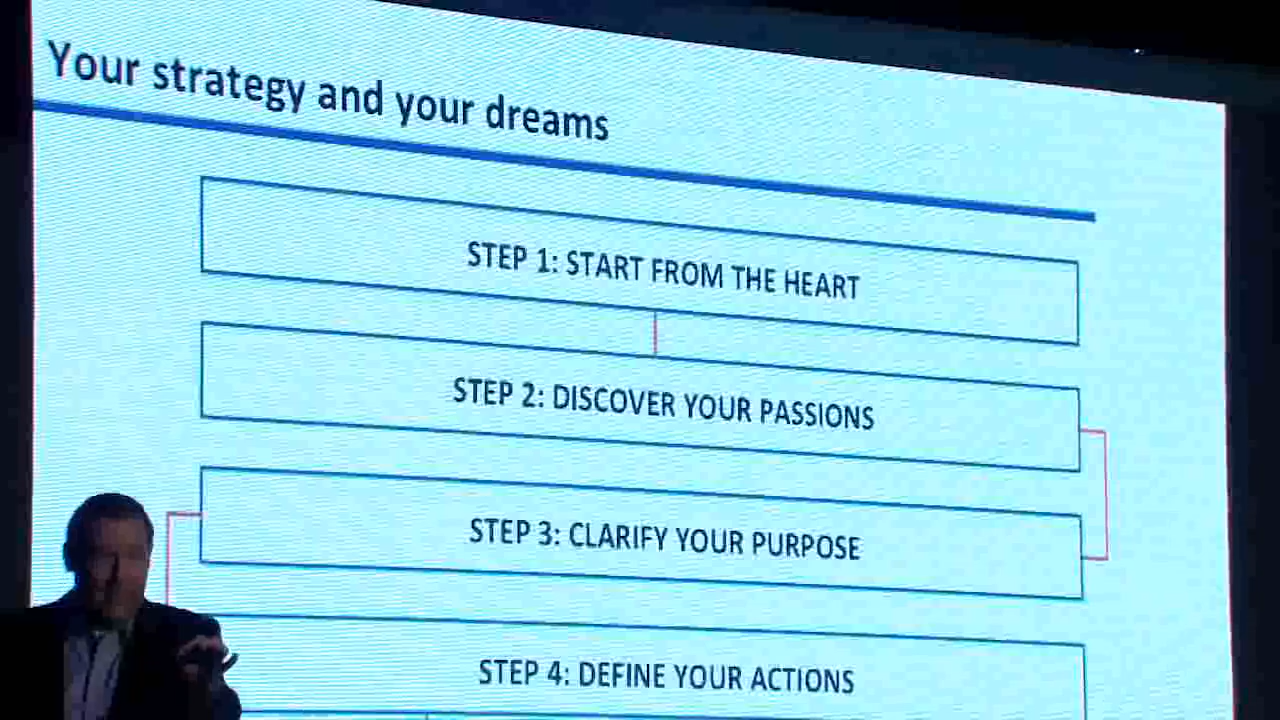 Your strategy and your dreams
STEP 1: START FROM THE HEART
STEP 2: DISCOVER YOUR PASSIONS
STEP 3: CLARIFY YOUR PURPOSE
STEP 4: DEFINE YOUR ACTIONS